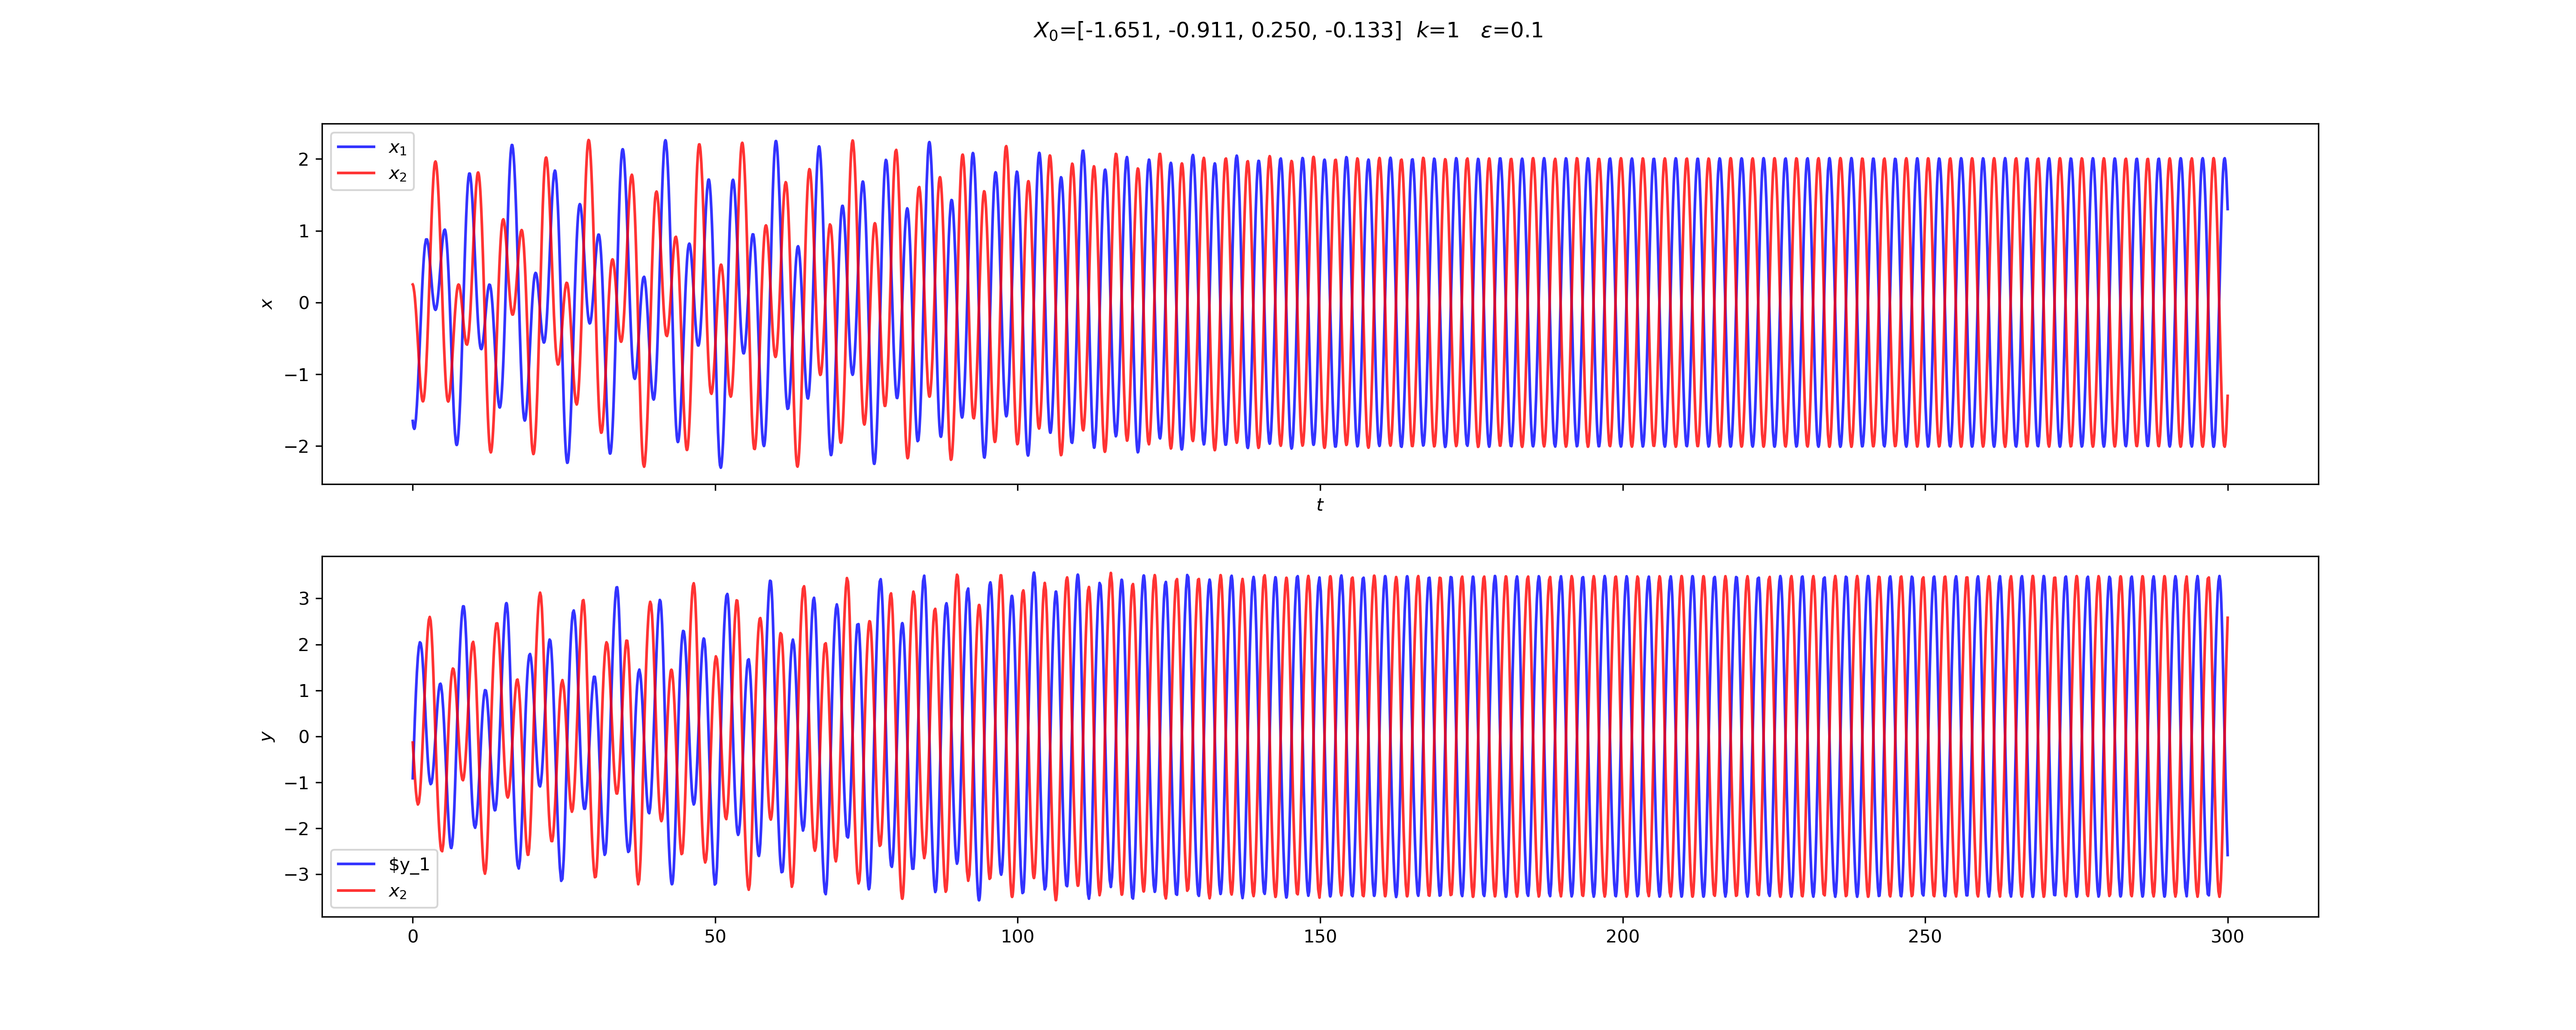 X₀=[-1.651, -0.911, 0.250, -0.133]  k=1   ε=0.1
x₁
x₂
2
1
0
−1
−2
x
t
3
2
1
0
−1
−2
−3
y
$y_1
x₂
0 50 100 150 200 250 300